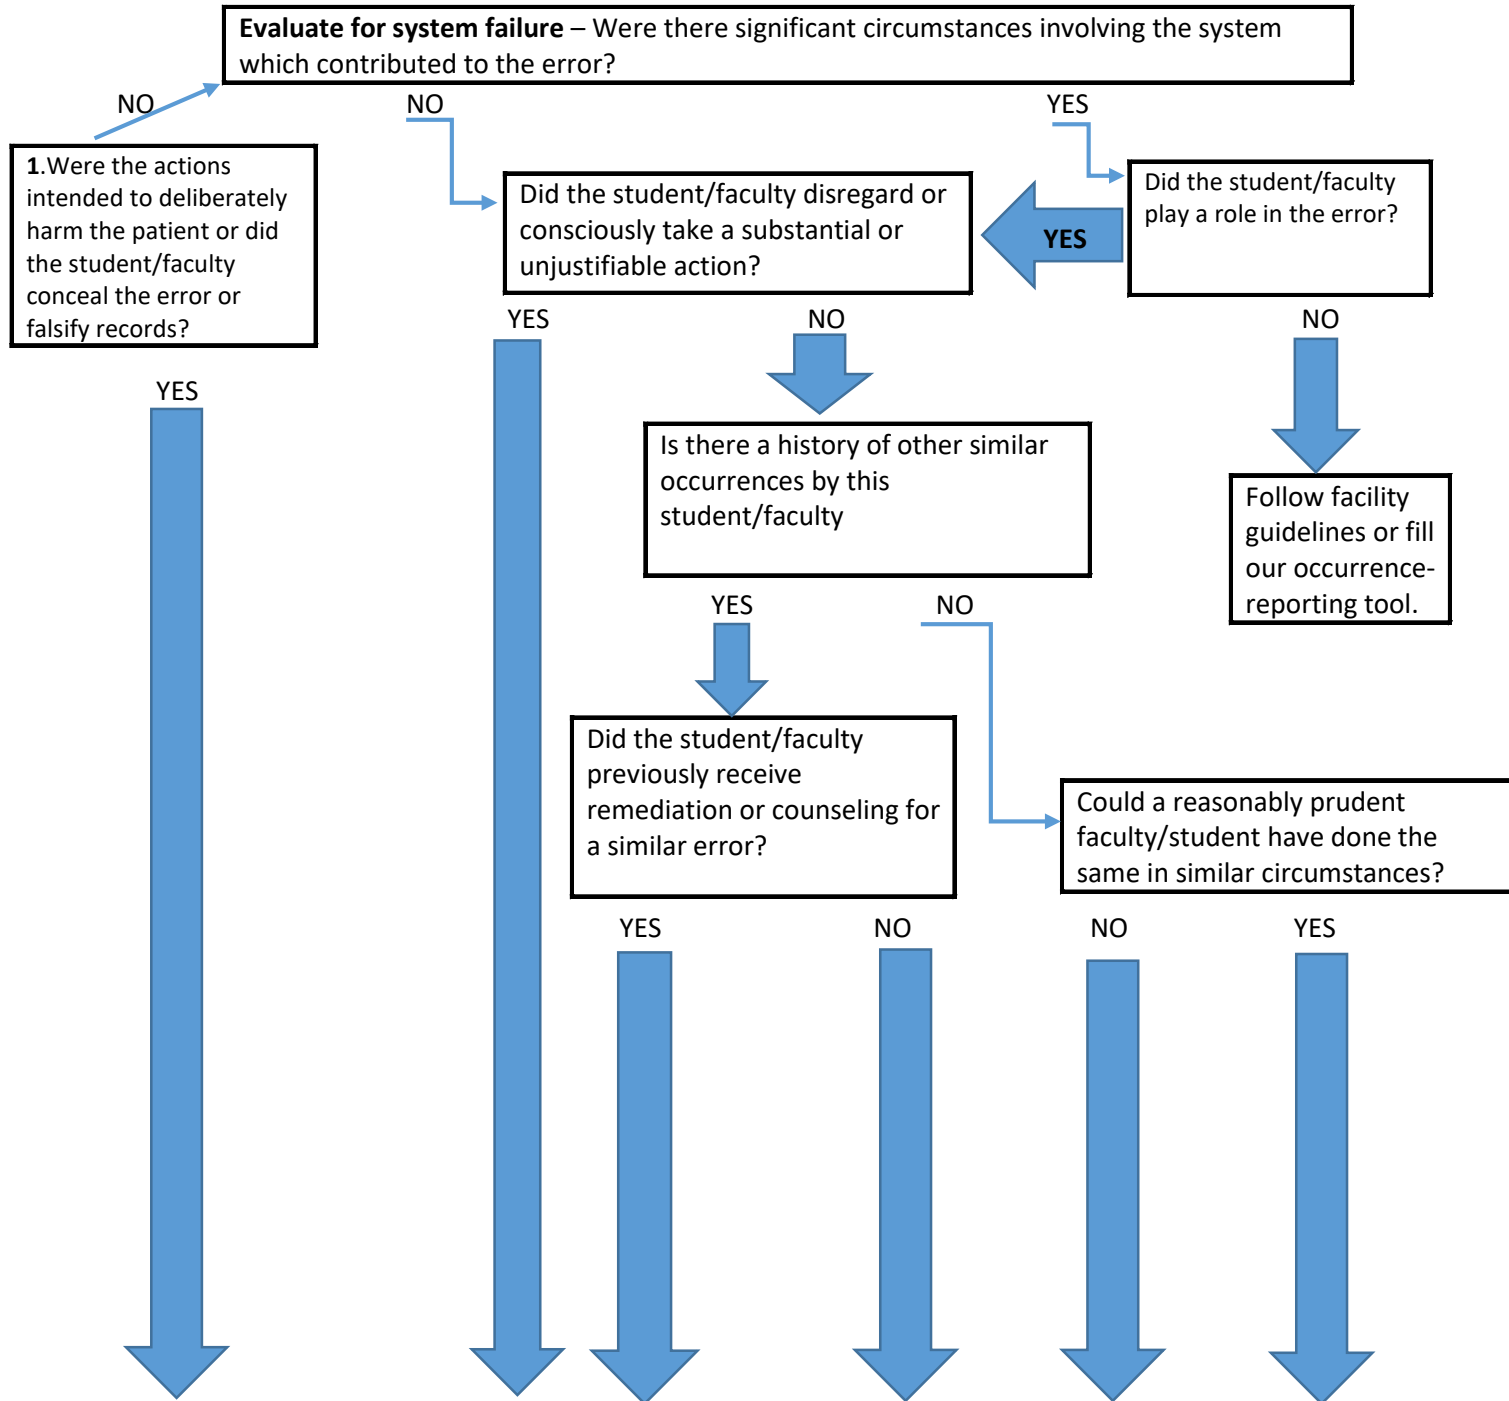 Evaluate for system failure – Were there significant circumstances involving the system
which contributed to the error?
NO
NO
YES
1.Were the actions
intended to deliberately
harm the patient or did
the student/faculty
conceal the error or
falsify records?
Did the student/faculty disregard or
consciously take a substantial or
unjustifiable action?
YES
Did the student/faculty
play a role in the error?
YES
YES
NO
NO
Is there a history of other similar
occurrences by this
student/faculty
Follow facility
guidelines or fill
our occurrence-
reporting tool.
YES
NO
Did the student/faculty
previously receive
remediation or counseling for
a similar error?
Could a reasonably prudent
faculty/student have done the
same in similar circumstances?
YES
NO
NO
YES